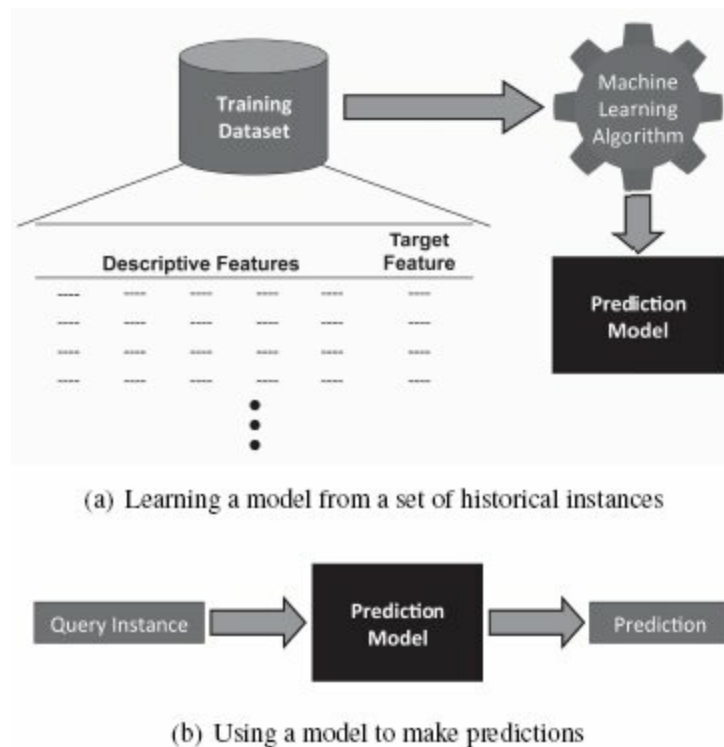 Training
Dataset
Machine
Learning
Algorithm
Descriptive Features
Target
Feature
---- ---- ---- ---- ---- ----
---- ---- ---- ---- ---- ----
---- ---- ---- ---- ---- ----
---- ---- ---- ---- ---- ----
Prediction
Model
(a) Learning a model from a set of historical instances
Query Instance
Prediction
Model
Prediction
(b) Using a model to make predictions